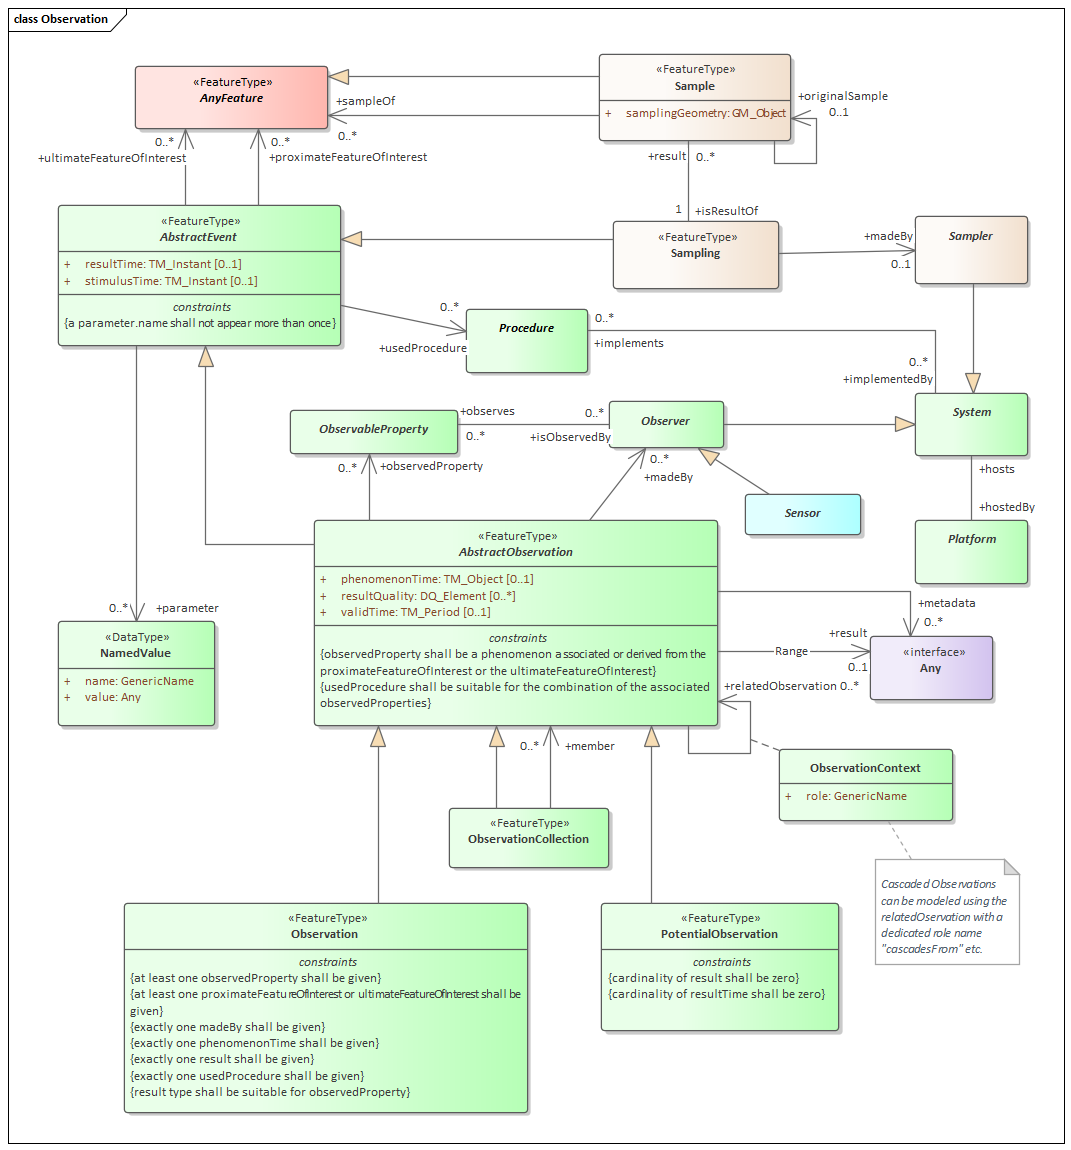 class Observation
«FeatureType»
AnyFeature
«FeatureType»
Sample
+ samplingGeometry: GM_Object
+originalSample
0..1
+sampleOf
0..*
0..*
+ultimateFeatureOfInterest
0..*
+proximateFeatureOfInterest
+result
0..*
1
+isResultOf
«FeatureType»
AbstractEvent
+ resultTime: TM_Instant [0..1]
+ stimulusTime: TM_Instant [0..1]
constraints
{a parameter.name shall not appear more than once}
«FeatureType»
Sampling
+madeBy
0..1
Sampler
0..*
+usedProcedure
Procedure
0..*
+implements
0..*
+implementedBy
System
ObservableProperty
+observes
0..*
0..*
+isObservedBy
Observer
0..*
+observedProperty
0..*
+madeBy
Sensor
+hosts
+hostedBy
Platform
«FeatureType»
AbstractObservation
+ phenomenonTime: TM_Object [0..1]
+ resultQuality: DQ_Element [0..*]
+ validTime: TM_Period [0..1]
constraints
{observedProperty shall be a phenomenon associated or derived from the
proximateFeatureOfInterest or the ultimateFeatureOfInterest}
{usedProcedure shall be suitable for the combination of the associated
observedProperties}
0..*
+parameter
«DataType»
NamedValue
+ name: GenericName
+ value: Any
+metadata
0..*
+result
Range
0..1
«interface»
Any
+relatedObservation 0..*
0..*
+member
ObservationContext
+ role: GenericName
«FeatureType»
ObservationCollection
Cascaded Observations
can be modeled using the
relatedOservation with a
dedicated role name
"cascadesFrom" etc.
«FeatureType»
Observation
constraints
{at least one observedProperty shall be given}
{at least one proximateFeatureOfInterest or ultimateFeatureOfInterest shall be
given}
{exactly one madeBy shall be given}
{exactly one phenomenonTime shall be given}
{exactly one result shall be given}
{exactly one usedProcedure shall be given}
{result type shall be suitable for observedProperty}
«FeatureType»
PotentialObservation
constraints
{cardinality of result shall be zero}
{cardinality of resultTime shall be zero}